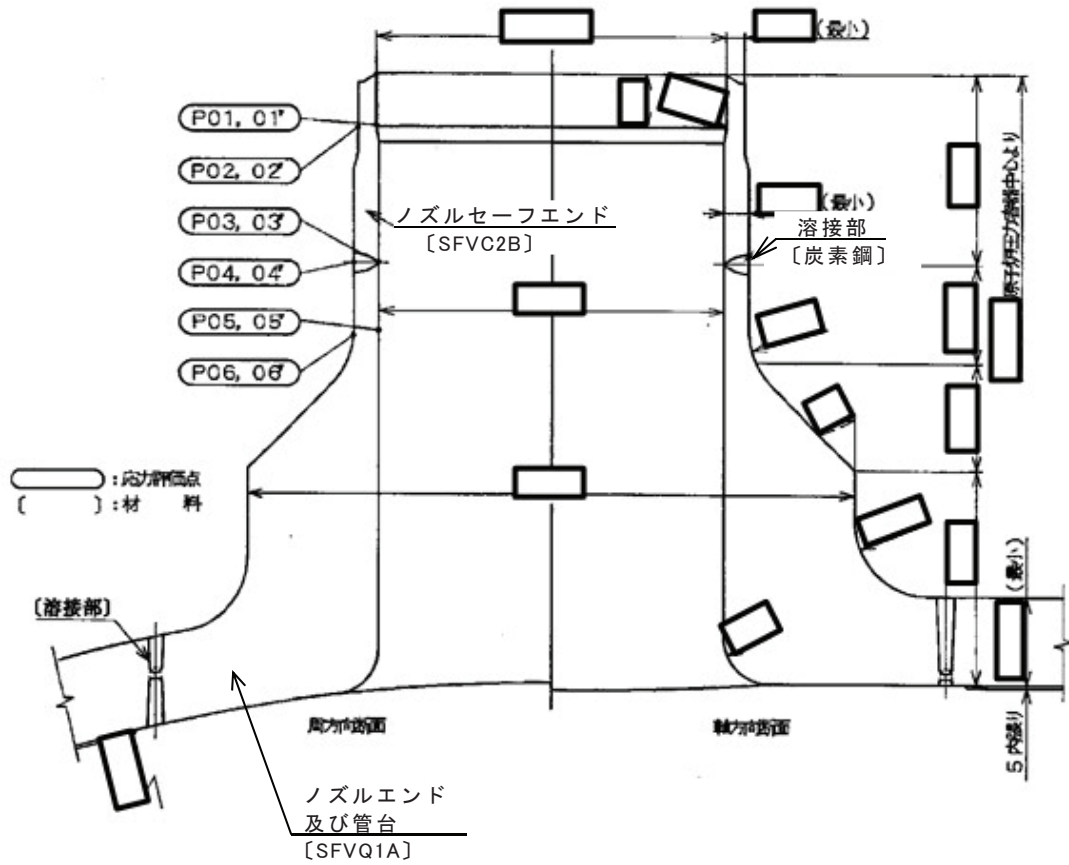 (最小)
P01, 01'
P02, 02'
P03, 03'
P04, 04'
P05, 05'
P06, 06'
ノズルセーフエンド
〔SFVC2B〕
(最小)
溶接部
〔炭素鋼〕
原子炉圧力容器中心より
: 応力評価点
〔 〕: 材 料
〔溶接部〕
(最小)
5 内張り
周方向断面
軸方向断面
ノズルエンド
及び管台
〔SFVQ1A〕